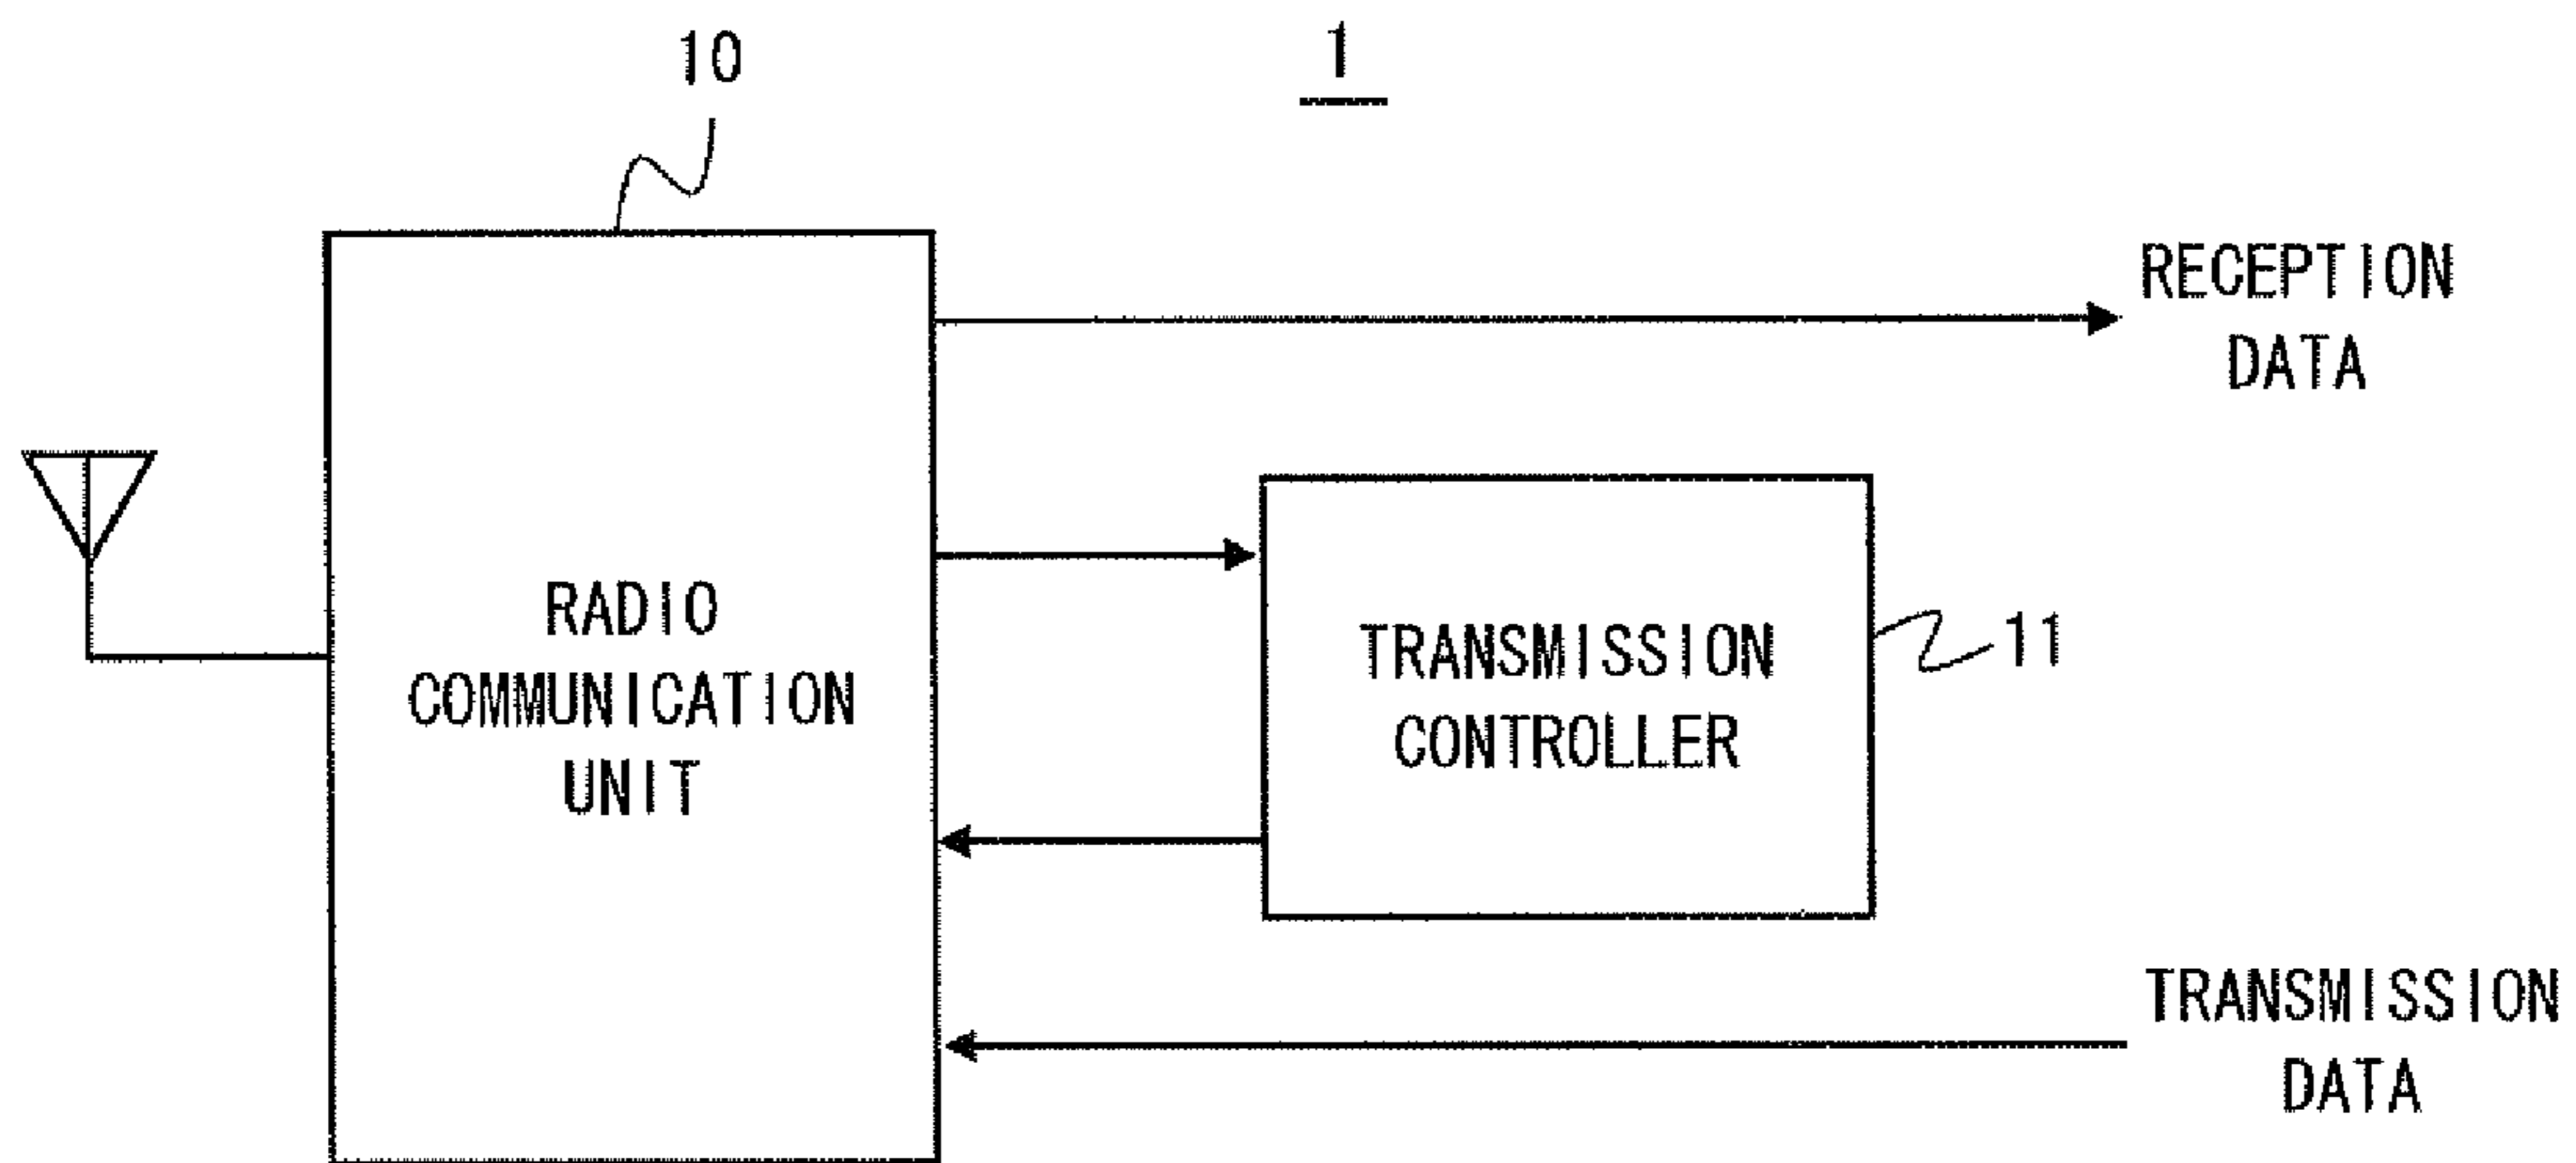 10
1
RECEPTION
DATA
RADIO
COMMUNICATION
UNIT
TRANSMISSION
CONTROLLER
11
TRANSMISSION
DATA